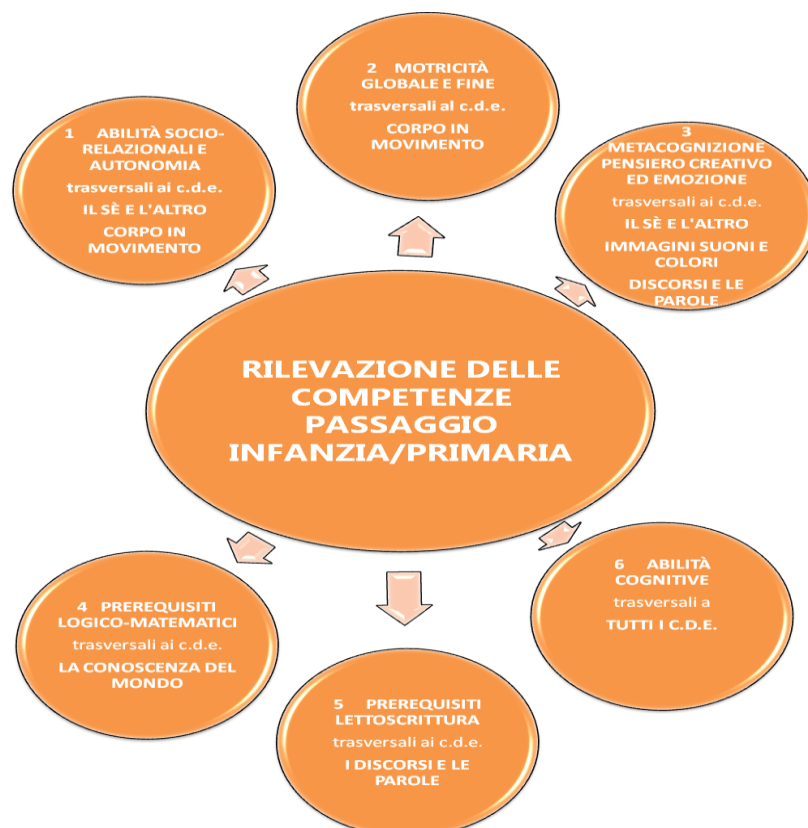 2 MOTRICITÀ
GLOBALE E FINE
trasversali al c.d.e.
CORPO IN
MOVIMENTO
1 ABILITÀ SOCIO-
RELAZIONALI E
AUTONOMIA
trasversali ai c.d.e.
IL SÈ E L'ALTRO
CORPO IN
MOVIMENTO
3
METACOGNIZIONE
PENSIERO CREATIVO
ED EMOZIONE
trasversali ai c.d.e.
IL SÈ E L'ALTRO
IMMAGINI SUONI E
COLORI
DISCORSI E LE
PAROLE
RILEVAZIONE DELLE
COMPETENZE
PASSAGGIO
INFANZIA/PRIMARIA
4 PREREQUISITI
LOGICO-MATEMATICI
trasversali ai c.d.e.
LA CONOSCENZA DEL
MONDO
5 PREREQUISITI
LETTOSCRITTURA
trasversali ai c.d.e.
I DISCORSI E LE
PAROLE
6 ABILITÀ
COGNITIVE
trasversali a
TUTTI I C.D.E.